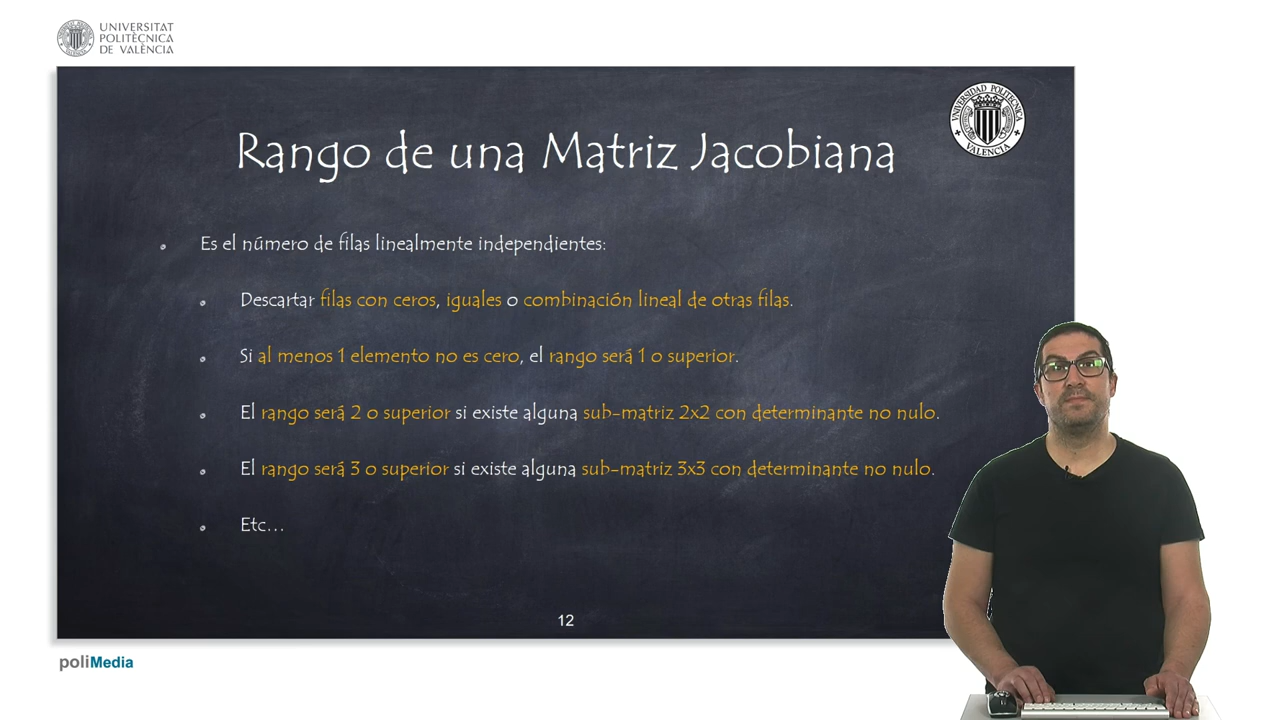 UNIVERSITAT
POLITÈCNICA
DE VALÈNCIA
UNIVERSIDAD POLITECNICA
VALENCIA
Rango de una Matriz Jacobiana
Es el número de filas linealmente independientes:
Descartar filas con ceros, iguales o combinación lineal de otras filas.
Si al menos 1 elemento no es cero, el rango será 1 o superior.
El rango será 2 o superior si existe alguna sub-matriz 2x2 con determinante no nulo.
El rango será 3 o superior si existe alguna sub-matriz 3x3 con determinante no nulo.
Etc...
12
poliMedia